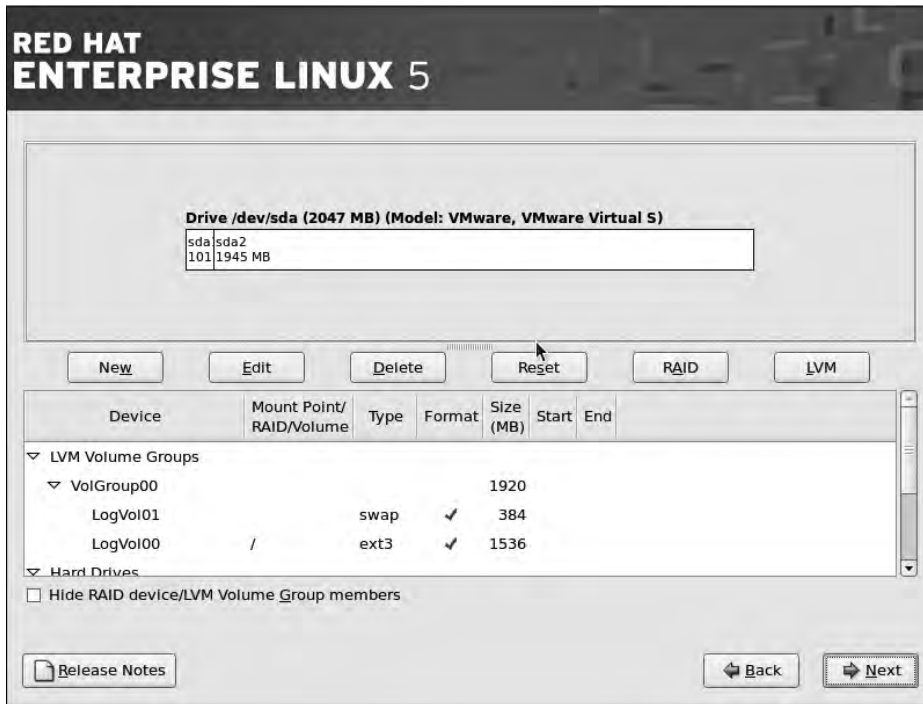 RED HAT
ENTERPRISE LINUX 5
Drive /dev/sda (2047 MB) (Model: VMware, VMware Virtual S)
sda sda2
101 1945 MB
New Edit Delete Reset RAID LVM
Device Mount Point/ RAID/Volume Type Format Size (MB) Start End
LVM Volume Groups
VolGroup00 1920
LogVol01 swap 384
LogVol00 / ext3 1536
Hard Drives
Hide RAID device/LVM Volume Group members
Release Notes Back Next